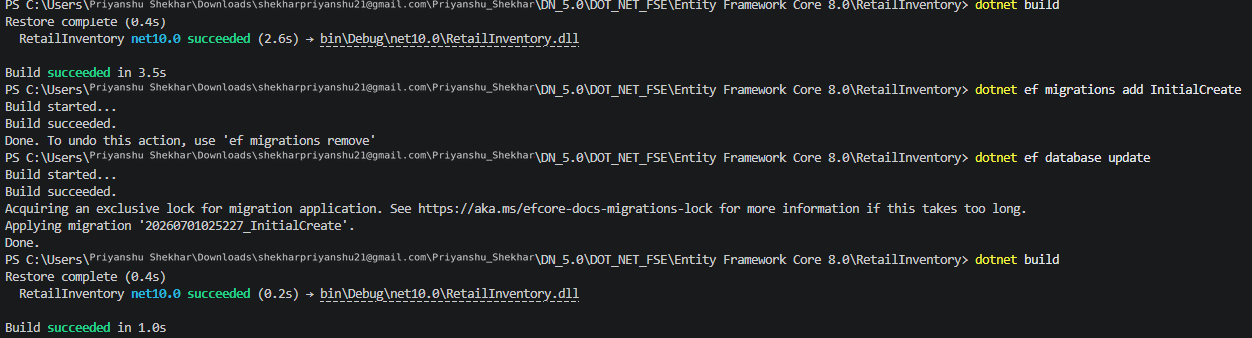 PS C:\Users\Priyanshu Shekhar\Downloads\shekharpriyanshu21@gmail.com\Priyanshu_Shekhar\DN_5.0\DOT_NET_FSE\Entity Framework Core 8.0\RetailInventory> dotnet build
Restore complete (0.4s)
  RetailInventory net10.0 succeeded (2.6s) → bin\Debug\net10.0\RetailInventory.dll

Build succeeded in 3.5s
PS C:\Users\Priyanshu Shekhar\Downloads\shekharpriyanshu21@gmail.com\Priyanshu_Shekhar\DN_5.0\DOT_NET_FSE\Entity Framework Core 8.0\RetailInventory> dotnet ef migrations add InitialCreate
Build started...
Build succeeded.
Done. To undo this action, use 'ef migrations remove'
PS C:\Users\Priyanshu Shekhar\Downloads\shekharpriyanshu21@gmail.com\Priyanshu_Shekhar\DN_5.0\DOT_NET_FSE\Entity Framework Core 8.0\RetailInventory> dotnet ef database update
Build started...
Build succeeded.
Acquiring an exclusive lock for migration application. See https://aka.ms/efcore-docs-migrations-lock for more information if this takes too long.
Applying migration '20260701025227_InitialCreate'.
Done.
PS C:\Users\Priyanshu Shekhar\Downloads\shekharpriyanshu21@gmail.com\Priyanshu_Shekhar\DN_5.0\DOT_NET_FSE\Entity Framework Core 8.0\RetailInventory> dotnet build
Restore complete (0.4s)
  RetailInventory net10.0 succeeded (0.2s) → bin\Debug\net10.0\RetailInventory.dll

Build succeeded in 1.0s